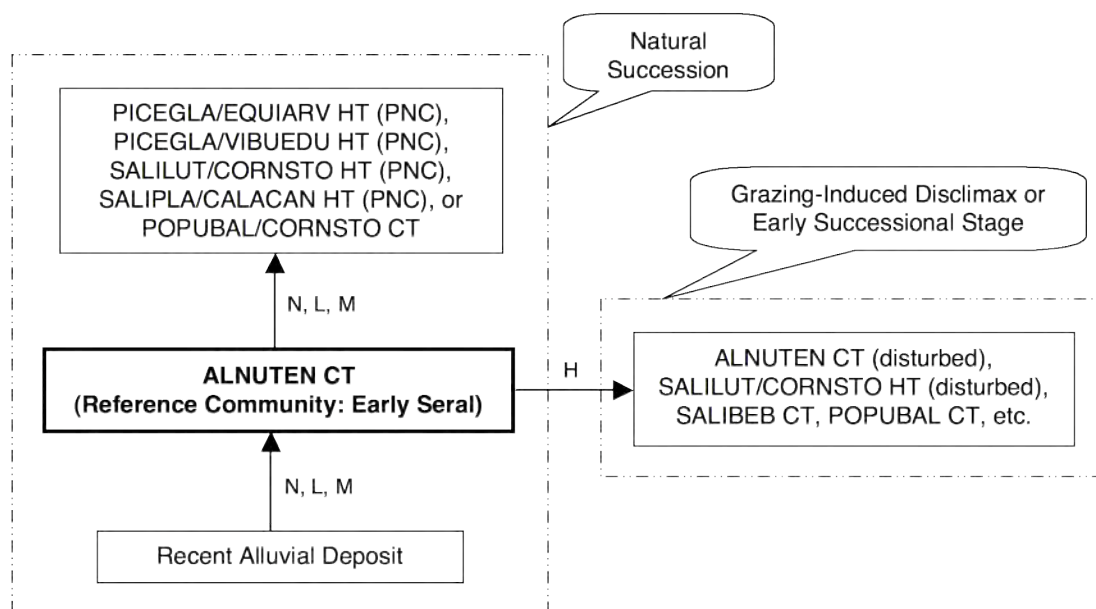 Natural
Succession
PICEGLA/EQUIARV HT (PNC),
PICEGLA/VIBUEDU HT (PNC),
SALILUT/CORNSTO HT (PNC),
SALIPLA/CALACAN HT (PNC), or
POPUBAL/CORNSTO CT
Grazing-Induced Disclimax or
Early Successional Stage
N, L, M
ALNUTEN CT
(Reference Community: Early Seral)
H
ALNUTEN CT (disturbed),
SALILUT/CORNSTO HT (disturbed),
SALIBEB CT, POPUBAL CT, etc.
N, L, M
Recent Alluvial Deposit